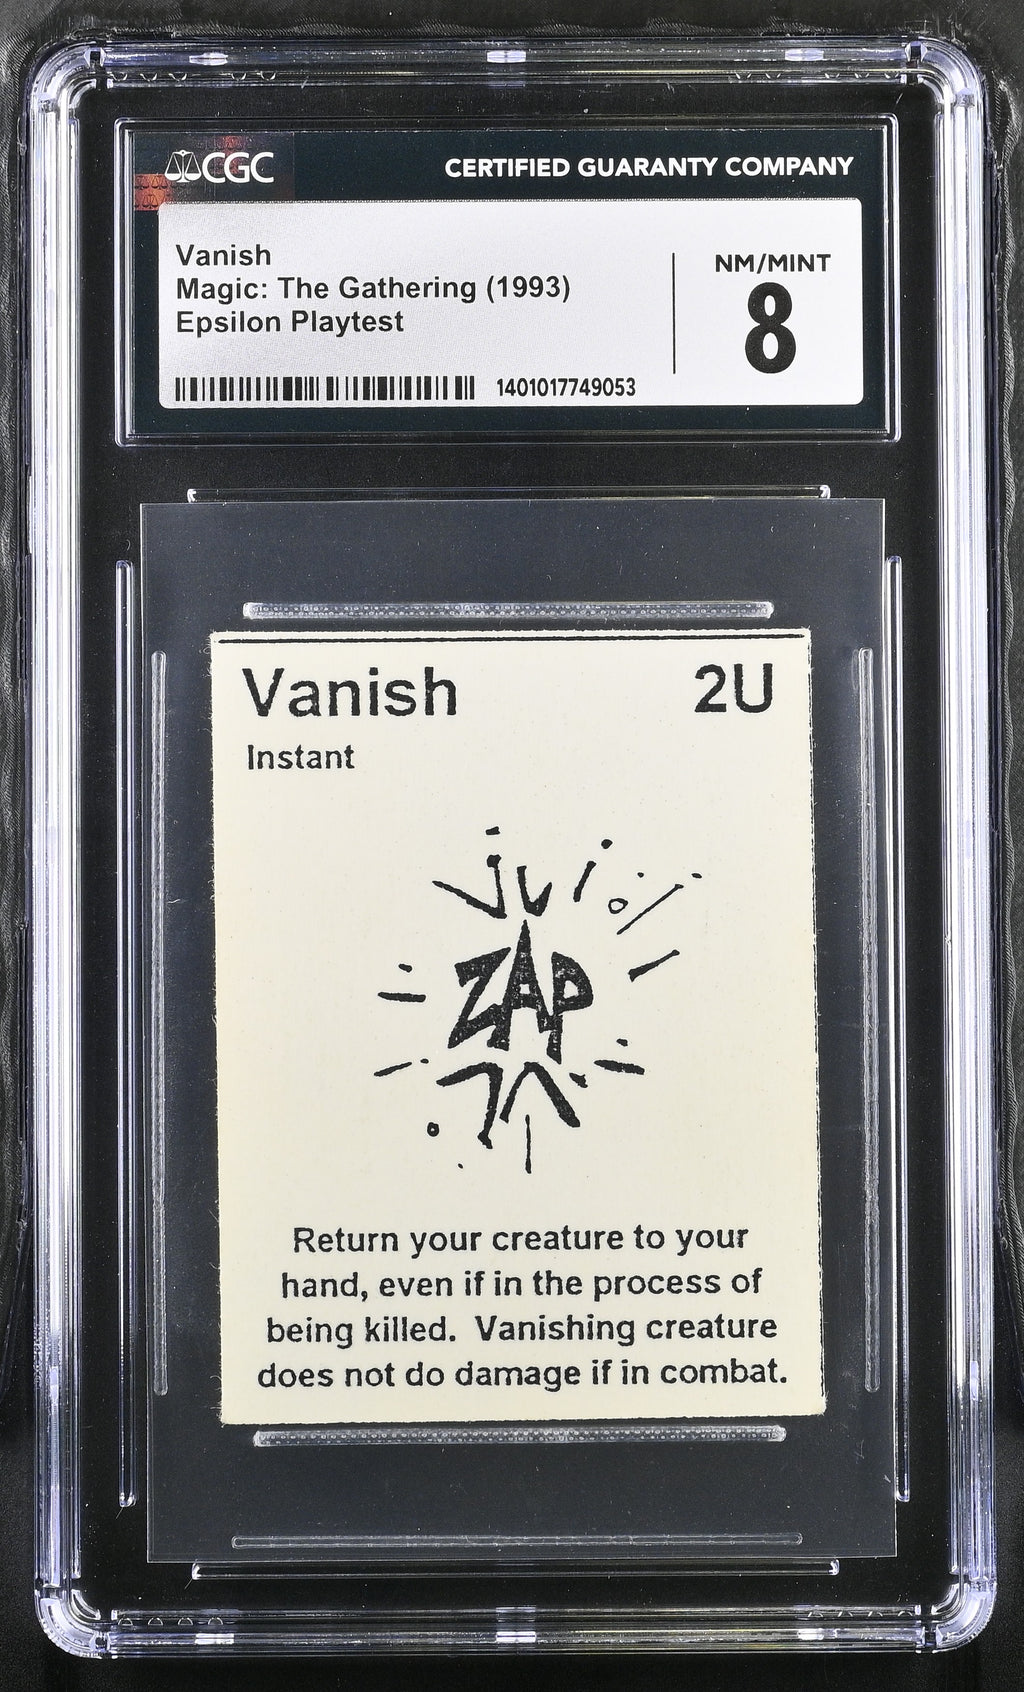 CGC
CERTIFIED GUARANTY COMPANY
Vanish
Magic: The Gathering (1993)
Epsilon Playtest
NM/MINT
8
1401017749053
Vanish 2U
Instant
ZAP
Return your creature to your
hand, even if in the process of
being killed. Vanishing creature
does not do damage if in combat.